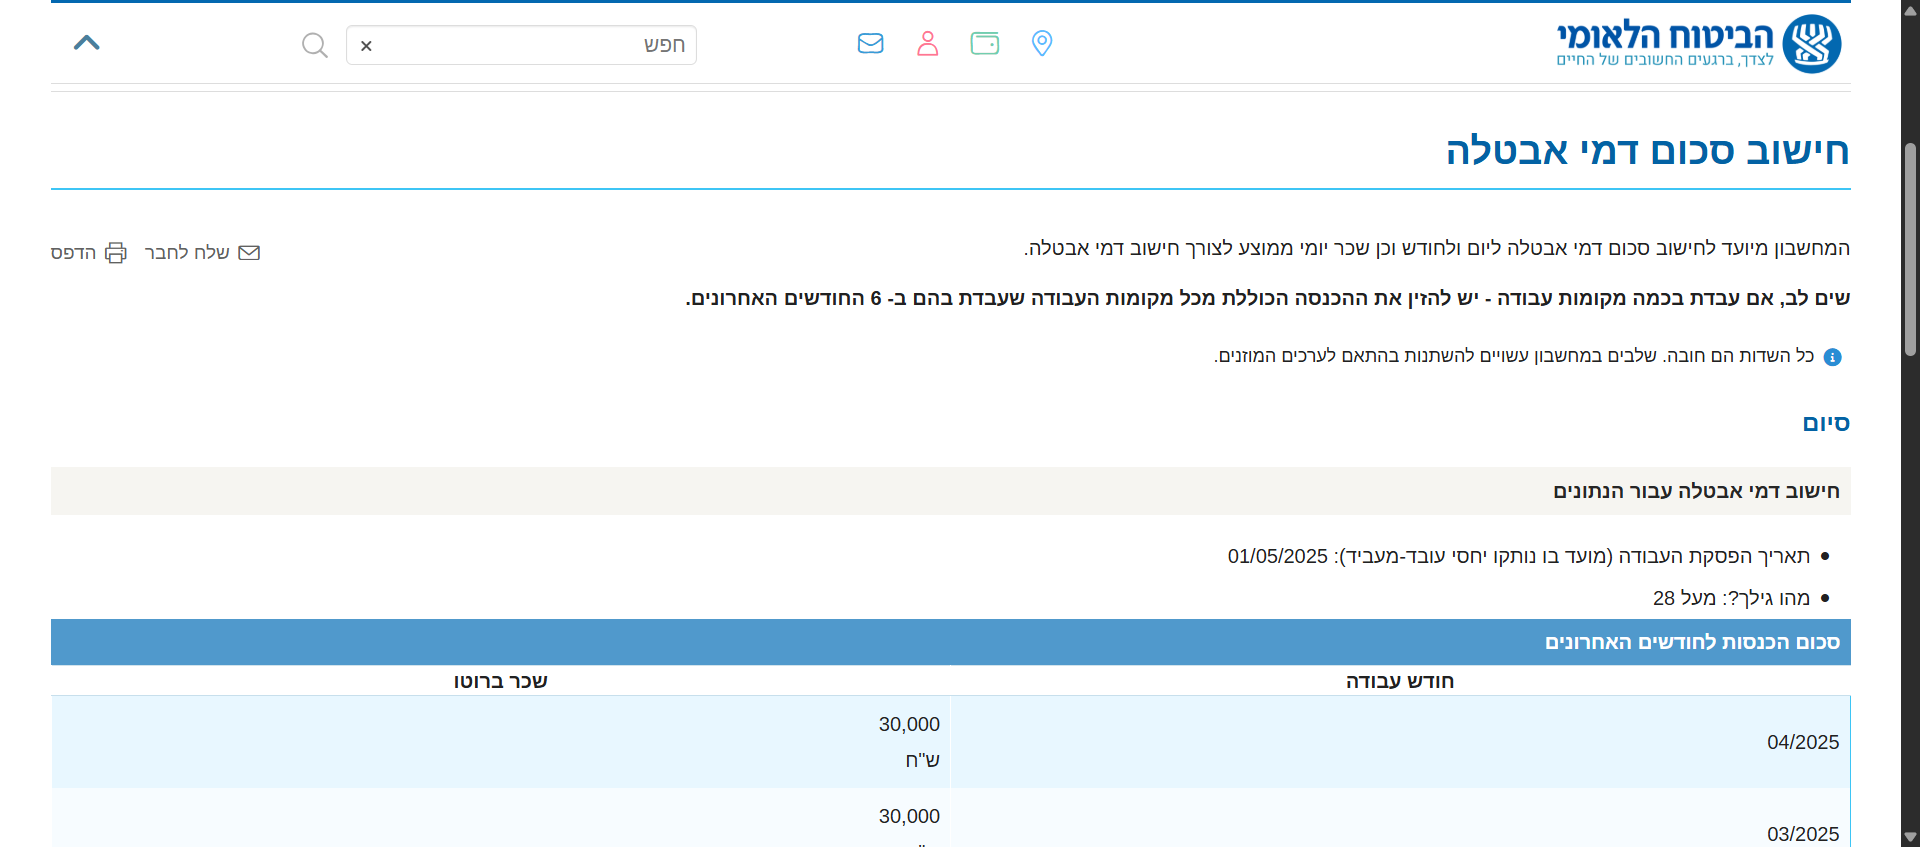 הביטוח הלאומי
לצדך, ברגעים החשובים של החיים
חפש
חישוב סכום דמי אבטלה
המחשבון מיועד לחישוב סכום דמי אבטלה ליום ולחודש וכן שכר יומי ממוצע לצורך חישוב דמי אבטלה.
שלח לחבר
הדפס
שים לב, אם עבדת בכמה מקומות עבודה - יש להזין את ההכנסה הכוללת מכל מקומות העבודה שעבדת בהם ב- 6 החודשים האחרונים.
כל השדות הם חובה. שלבים במחשבון עשויים להשתנות בהתאם לערכים המוזנים.
סיום
חישוב דמי אבטלה עבור הנתונים
תאריך הפסקת העבודה (מועד בו נותקו יחסי עובד-מעביד): 01/05/2025
מהו גילך?: מעל 28
סכום הכנסות לחודשים האחרונים
חודש עבודה
שכר ברוטו
04/2025
30,000
ש"ח
03/2025
30,000